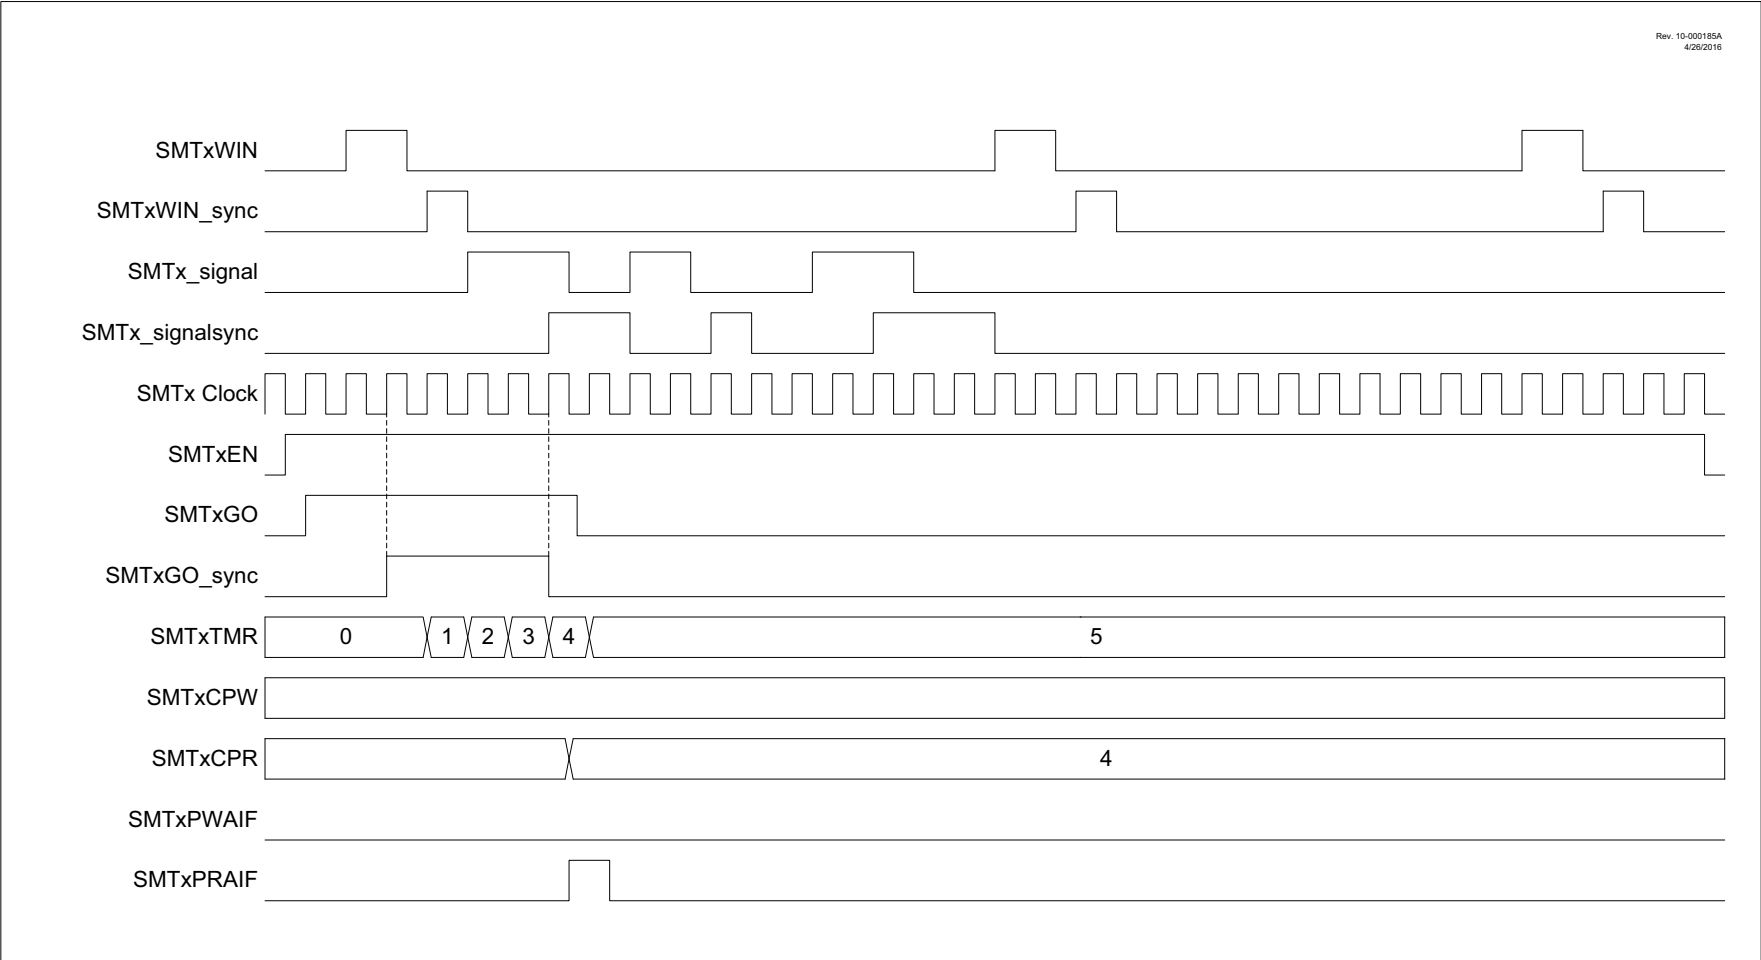 Rev. 10-000185A
4/26/2016
SMTxWIN
SMTxWIN_sync
SMTx_signal
SMTx_signalsync
SMTx Clock
SMTxEN
SMTxGO
SMTxGO_sync
SMTxTMR 0 1 2 3 4 5
SMTxCPW
SMTxCPR 4
SMTxPWAIF
SMTxPRAIF